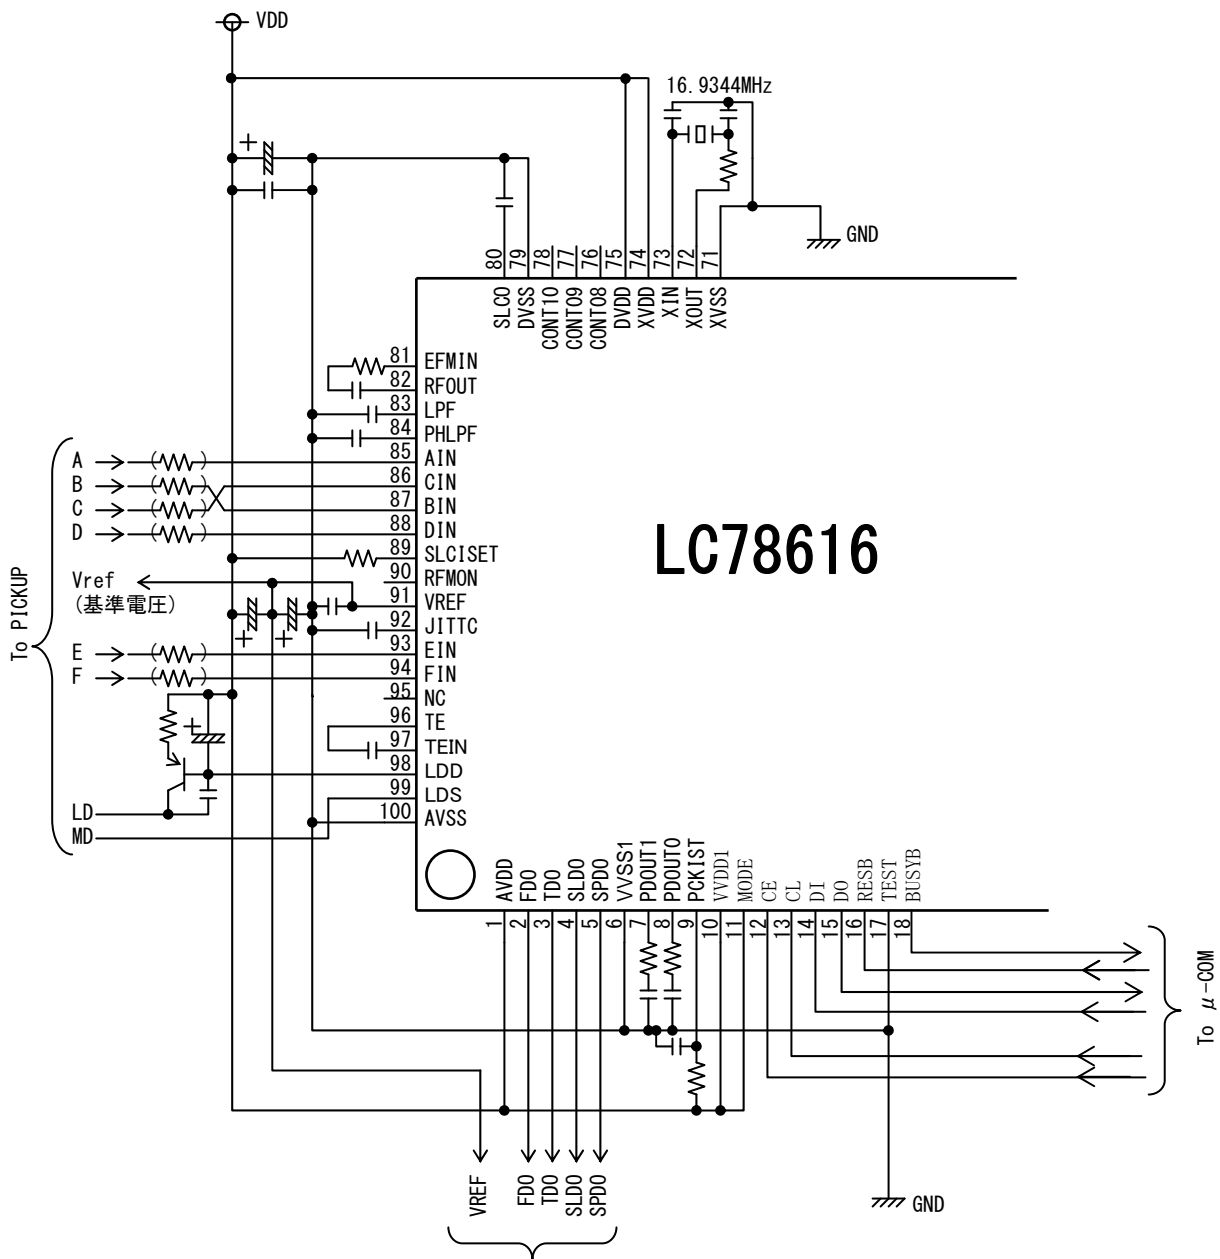 VDD
16.9344MHz
GND
80
79
78
77
76
75
74
73
72
71
SLCO
DVSS
CONT10
CONT09
CONT08
DVDD
XVDD
XIN
XOUT
XVSS
81 EFMIN
82 RFOUT
83 LPF
84 PHLPF
A 85 AIN
B 86 CIN
C 87 BIN
D 88 DIN
89 SLCISET
Vref 90 RFMON
(基準電圧) 91 VREF
92 JITTC
E 93 EIN
F 94 FIN
95 NC
96 TE
97 TEIN
98 LDD
99 LDS
LD 100 AVSS
MD
To PICKUP
LC78616
AVDD
FDO
TDO
SLDO
SPDO
VVSS1
PDOUT1
PDOUT0
PCKIST
VVDD1
MODE
CE
CL
DI
DO
RESB
TEST
BUSYB
1
2
3
4
5
6
7
8
9
10
11
12
13
14
15
16
17
18
To μ-COM
VREF
FDO
TDO
SLDO
SPDO
GND